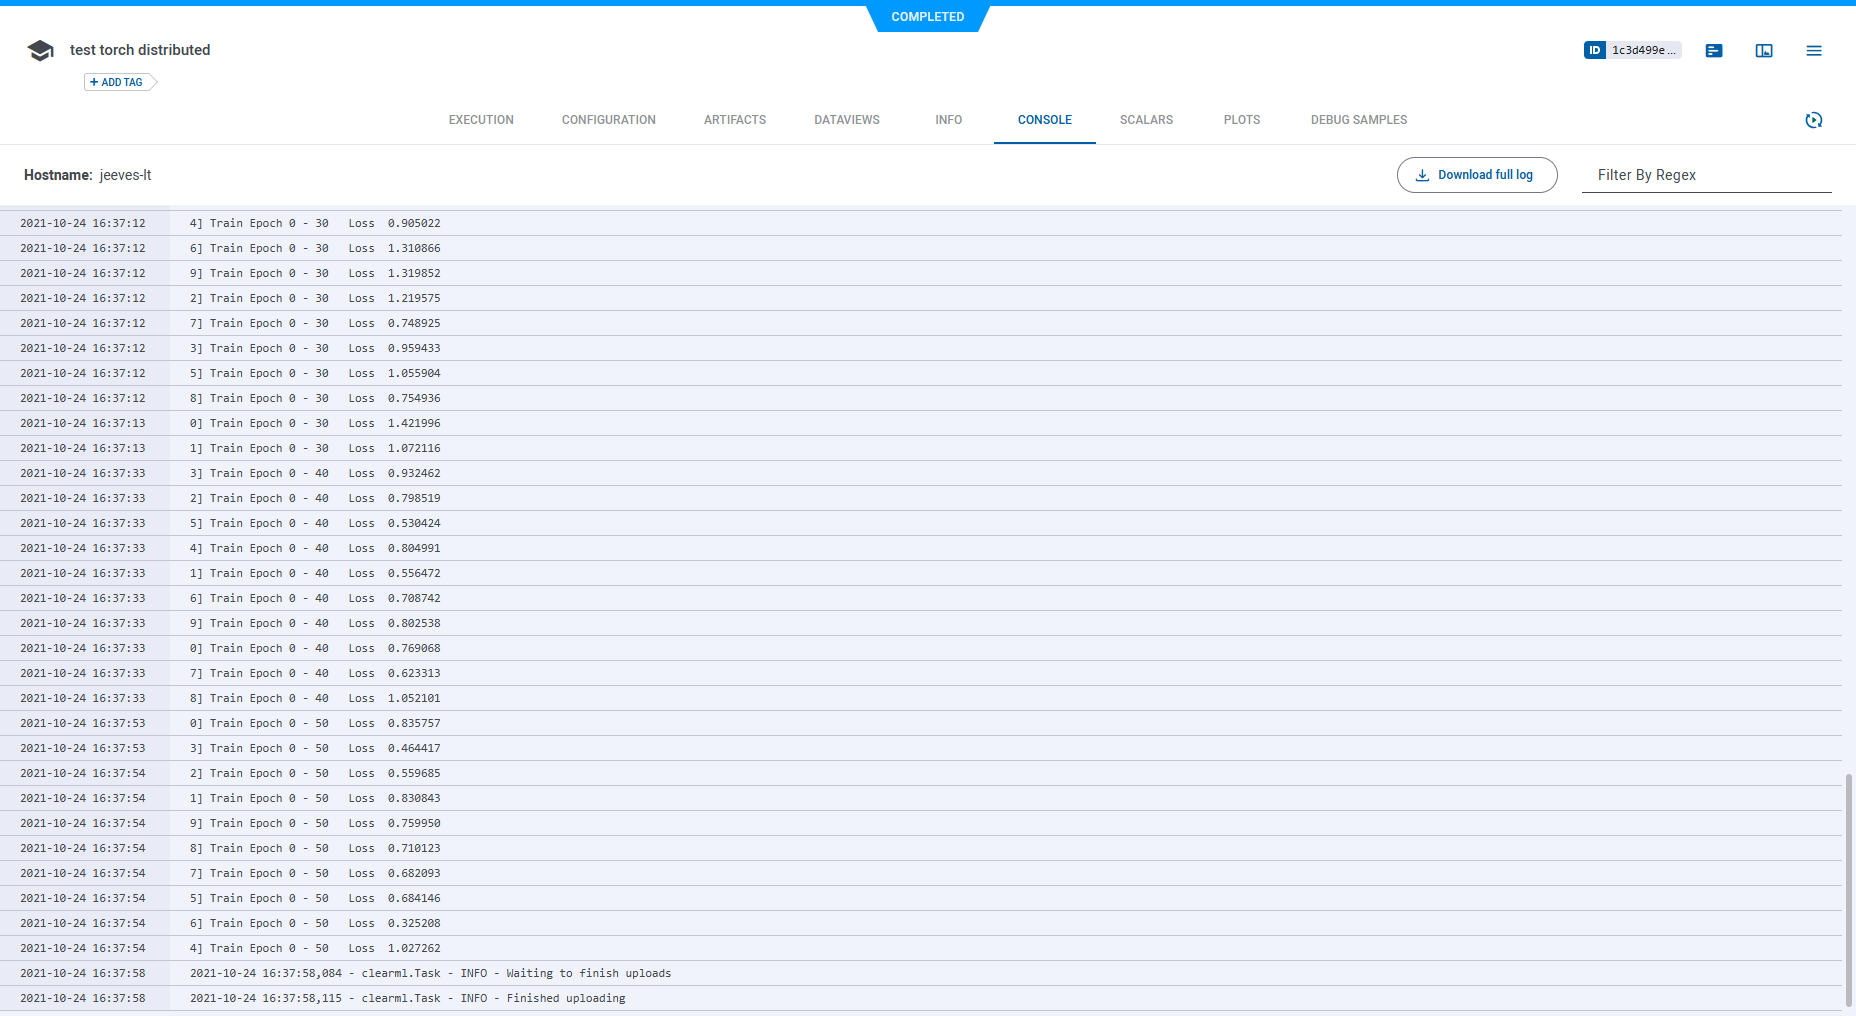 COMPLETED
test torch distributed
ID 1c3d499e ...
+ ADD TAG
EXECUTION CONFIGURATION ARTIFACTS DATAVIEWS INFO CONSOLE SCALARS PLOTS DEBUG SAMPLES
Hostname: jeeves-lt Download full log Filter By Regex
2021-10-24 16:37:12 4] Train Epoch 0 - 30 Loss 0.905022
2021-10-24 16:37:12 6] Train Epoch 0 - 30 Loss 1.310866
2021-10-24 16:37:12 9] Train Epoch 0 - 30 Loss 1.319852
2021-10-24 16:37:12 2] Train Epoch 0 - 30 Loss 1.219575
2021-10-24 16:37:12 7] Train Epoch 0 - 30 Loss 0.748925
2021-10-24 16:37:12 3] Train Epoch 0 - 30 Loss 0.959433
2021-10-24 16:37:12 5] Train Epoch 0 - 30 Loss 1.055904
2021-10-24 16:37:12 8] Train Epoch 0 - 30 Loss 0.754936
2021-10-24 16:37:13 0] Train Epoch 0 - 30 Loss 1.421996
2021-10-24 16:37:13 1] Train Epoch 0 - 30 Loss 1.072116
2021-10-24 16:37:33 3] Train Epoch 0 - 40 Loss 0.932462
2021-10-24 16:37:33 2] Train Epoch 0 - 40 Loss 0.798519
2021-10-24 16:37:33 5] Train Epoch 0 - 40 Loss 0.530424
2021-10-24 16:37:33 4] Train Epoch 0 - 40 Loss 0.804991
2021-10-24 16:37:33 1] Train Epoch 0 - 40 Loss 0.556472
2021-10-24 16:37:33 6] Train Epoch 0 - 40 Loss 0.708742
2021-10-24 16:37:33 9] Train Epoch 0 - 40 Loss 0.802538
2021-10-24 16:37:33 0] Train Epoch 0 - 40 Loss 0.769068
2021-10-24 16:37:33 7] Train Epoch 0 - 40 Loss 0.623313
2021-10-24 16:37:33 8] Train Epoch 0 - 40 Loss 1.052101
2021-10-24 16:37:53 0] Train Epoch 0 - 50 Loss 0.835757
2021-10-24 16:37:53 3] Train Epoch 0 - 50 Loss 0.464417
2021-10-24 16:37:54 2] Train Epoch 0 - 50 Loss 0.559685
2021-10-24 16:37:54 1] Train Epoch 0 - 50 Loss 0.830843
2021-10-24 16:37:54 9] Train Epoch 0 - 50 Loss 0.759950
2021-10-24 16:37:54 8] Train Epoch 0 - 50 Loss 0.710123
2021-10-24 16:37:54 7] Train Epoch 0 - 50 Loss 0.682093
2021-10-24 16:37:54 5] Train Epoch 0 - 50 Loss 0.684146
2021-10-24 16:37:54 6] Train Epoch 0 - 50 Loss 0.325208
2021-10-24 16:37:54 4] Train Epoch 0 - 50 Loss 1.027262
2021-10-24 16:37:58 2021-10-24 16:37:58,084 - clearml.Task - INFO - Waiting to finish uploads
2021-10-24 16:37:58 2021-10-24 16:37:58,115 - clearml.Task - INFO - Finished uploading